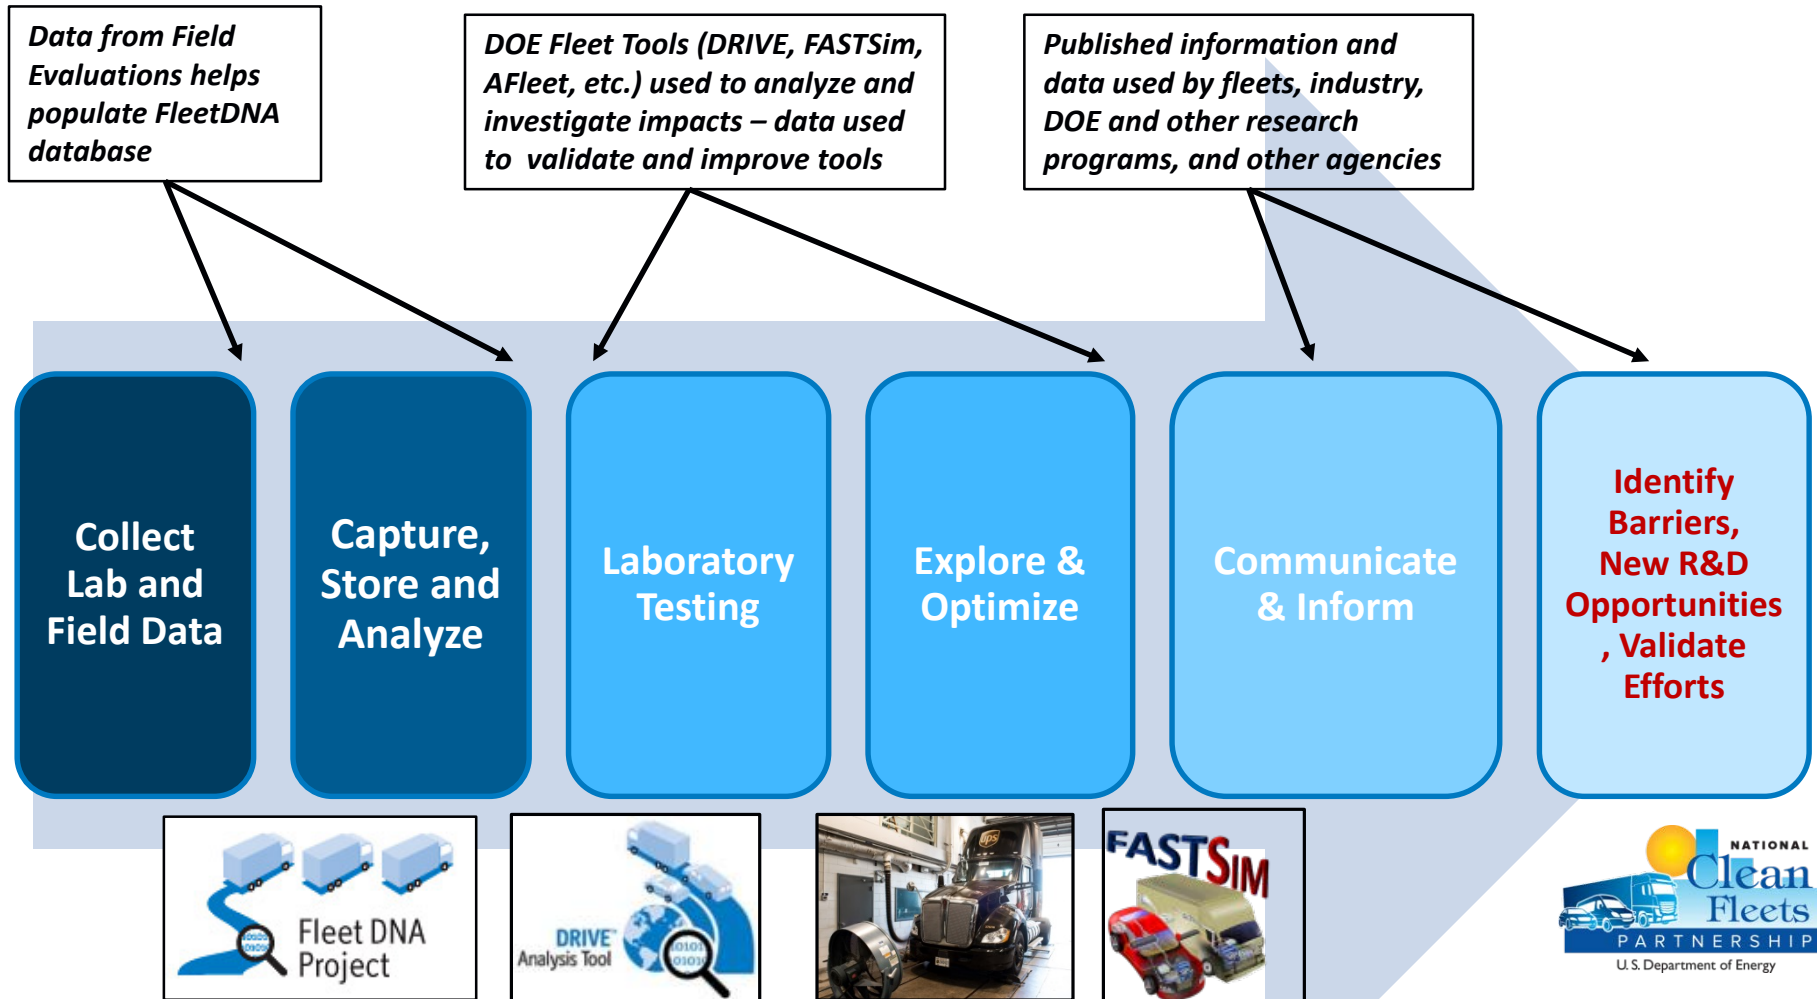 Data from Field
Evaluations helps
populate FleetDNA
database
DOE Fleet Tools (DRIVE, FASTSim,
AFleet, etc.) used to analyze and
investigate impacts – data used
to  validate and improve tools
Published information and
data used by fleets, industry,
DOE and other research
programs, and other agencies
Collect
Lab and
Field Data
Capture,
Store and
Analyze
Laboratory
Testing
Explore &
Optimize
Communicate
& Inform
Identify
Barriers,
New R&D
Opportunities
, Validate
Efforts
Fleet DNA
Project
DRIVE™
Analysis Tool
10101
01010
ups
FASTSim
NATIONAL
Clean
Fleets
PARTNERSHIP
U. S. Department of Energy